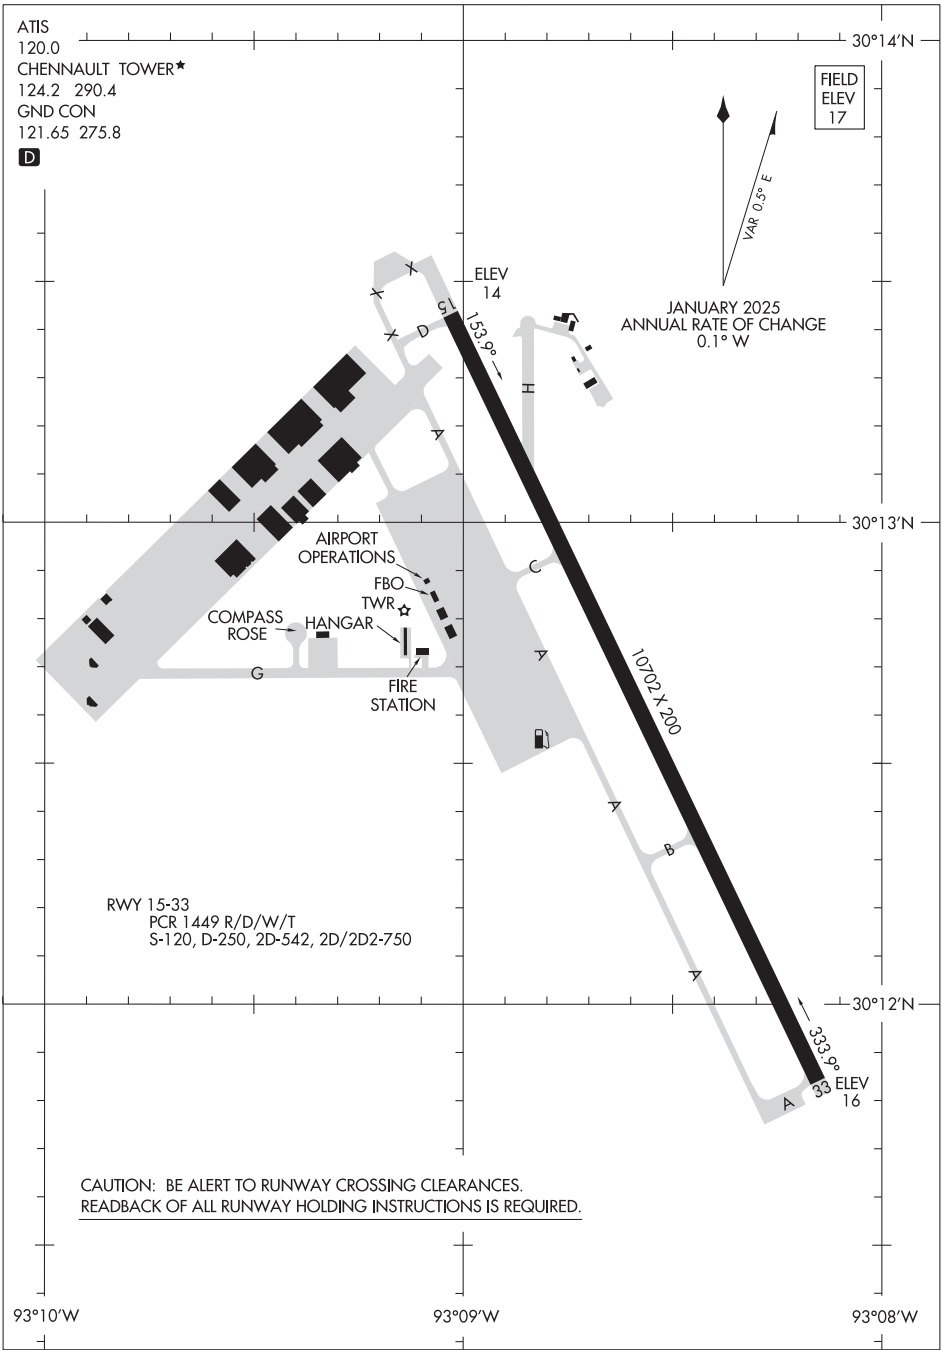 ATIS
120.0
CHENNAULT TOWER★
124.2 290.4
GND CON
121.65 275.8
D
30°14'N
FIELD
ELEV
17
VAR 0.5° E
JANUARY 2025
ANNUAL RATE OF CHANGE
0.1° W
ELEV
14
X
X
X
D
15
153.9°
H
A
30°13'N
AIRPORT
OPERATIONS
FBO
TWR
COMPASS
ROSE
HANGAR
C
A
G
FIRE
STATION
10702 X 200
A
B
RWY 15-33
PCR 1449 R/D/W/T
S-120, D-250, 2D-542, 2D/2D2-750
A
30°12'N
333.9°
33
ELEV
16
A
CAUTION: BE ALERT TO RUNWAY CROSSING CLEARANCES.
READBACK OF ALL RUNWAY HOLDING INSTRUCTIONS IS REQUIRED.
93°10'W
93°09'W
93°08'W